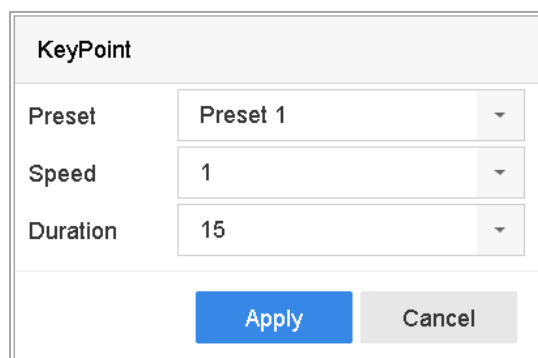 KeyPoint
Preset Preset 1
Speed 1
Duration 15
Apply Cancel